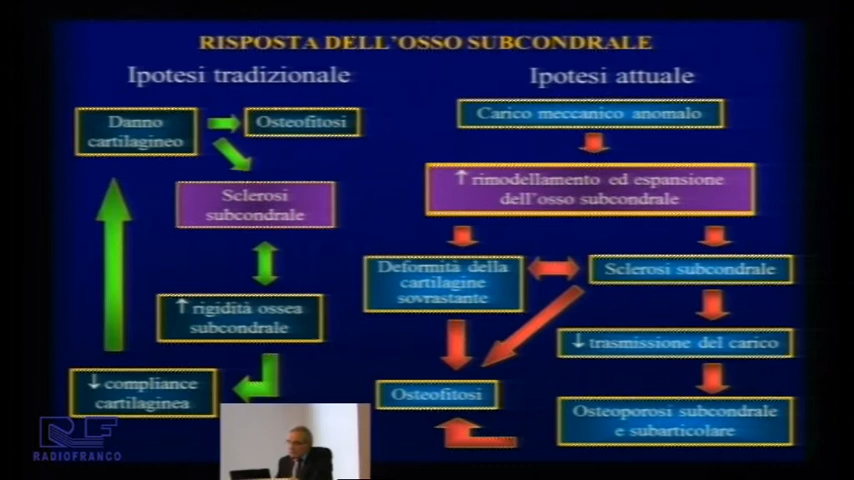 RISPOSTA DELL'OSSO SUBCONDRALE
Ipotesi tradizionale
Danno
cartilagineo
Osteofitosi
Sclerosi
subcondrale
↑ rigidità ossea
subcondrale
↓ compliance
cartilaginea
Ipotesi attuale
Carico meccanico anomalo
↑ rimodellamento ed espansione
dell'osso subcondrale
Deformità della
cartilagine
sovrastante
Sclerosi subcondrale
↓ trasmissione del carico
Osteofitosi
Osteoporosi subcondrale
e subarticolare
RF
RADIOFRANCO